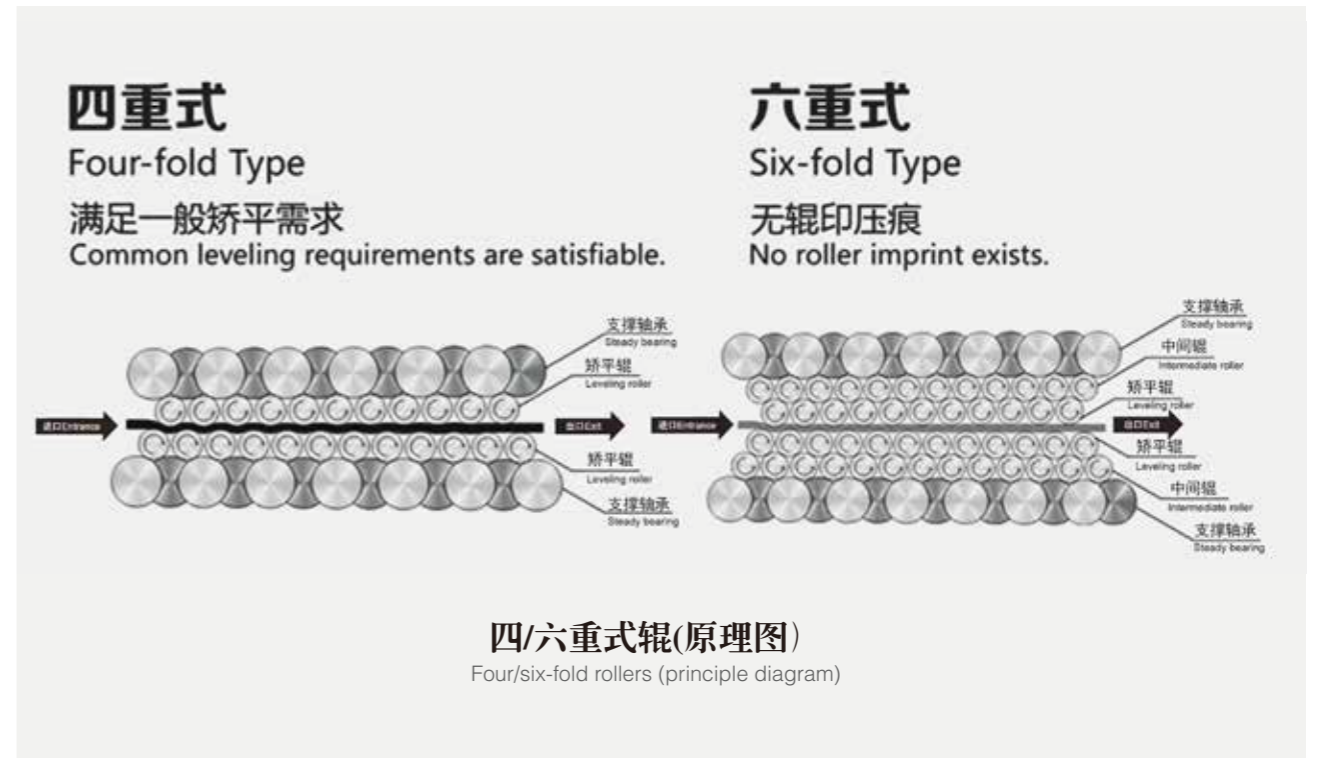 四重式
Four-fold Type
满足一般矫平需求
Common leveling requirements are satisfiable.
支撑轴承
Steady bearing
矫平辊
Leveling roller
进口Entrance
出口Exit
矫平辊
Leveling roller
支撑轴承
Steady bearing
六重式
Six-fold Type
无辊印压痕
No roller imprint exists.
支撑轴承
Steady bearing
中间辊
Intermediate roller
矫平辊
Leveling roller
进口Entrance
出口Exit
矫平辊
Leveling roller
中间辊
Intermediate roller
支撑轴承
Steady bearing
四/六重式辊(原理图)
Four/six-fold rollers (principle diagram)